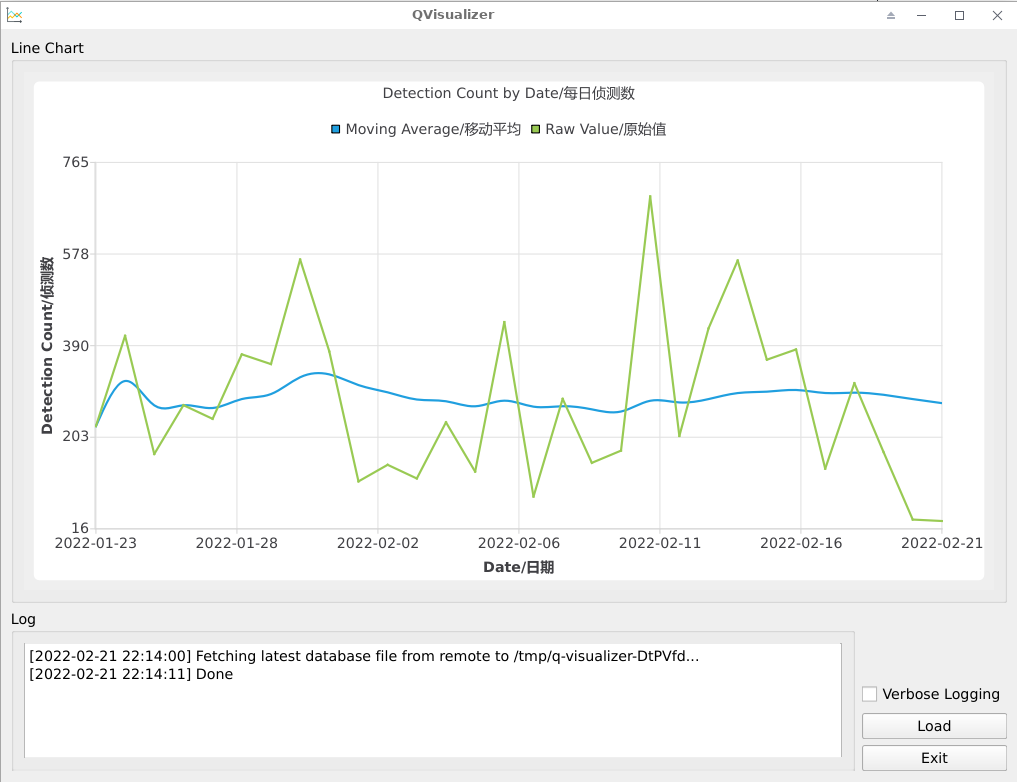 QVisualizer
Line Chart
Detection Count by Date/每日侦测数
Moving Average/移动平均 Raw Value/原始值
765
578
390
203
16
Detection Count/侦测数
2022-01-23 2022-01-28 2022-02-02 2022-02-06 2022-02-11 2022-02-16 2022-02-21
Date/日期
Log
[2022-02-21 22:14:00] Fetching latest database file from remote to /tmp/q-visualizer-DtPVfd...
[2022-02-21 22:14:11] Done
Verbose Logging
Load
Exit